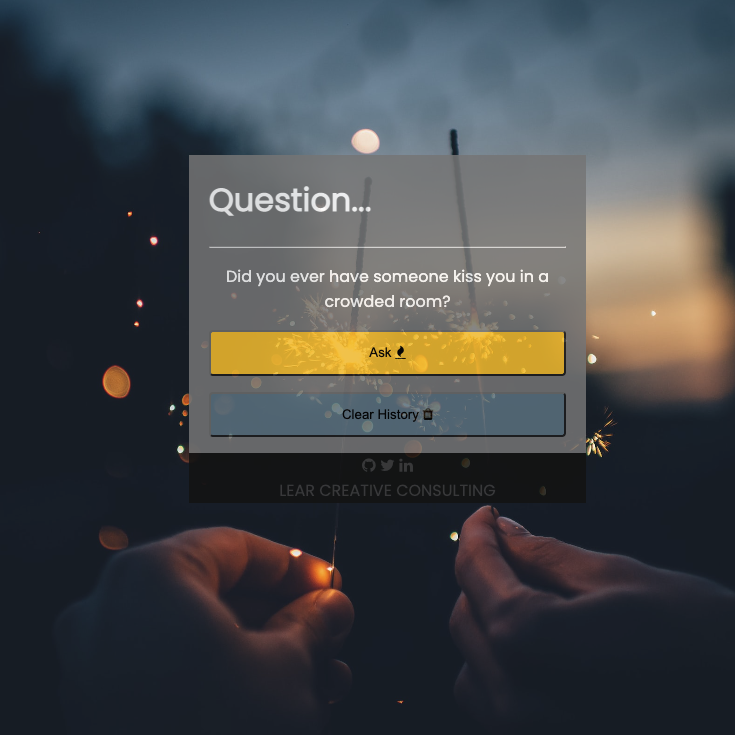 Question...
Did you ever have someone kiss you in a
crowded room?
Ask
Clear History
LEAR CREATIVE CONSULTING